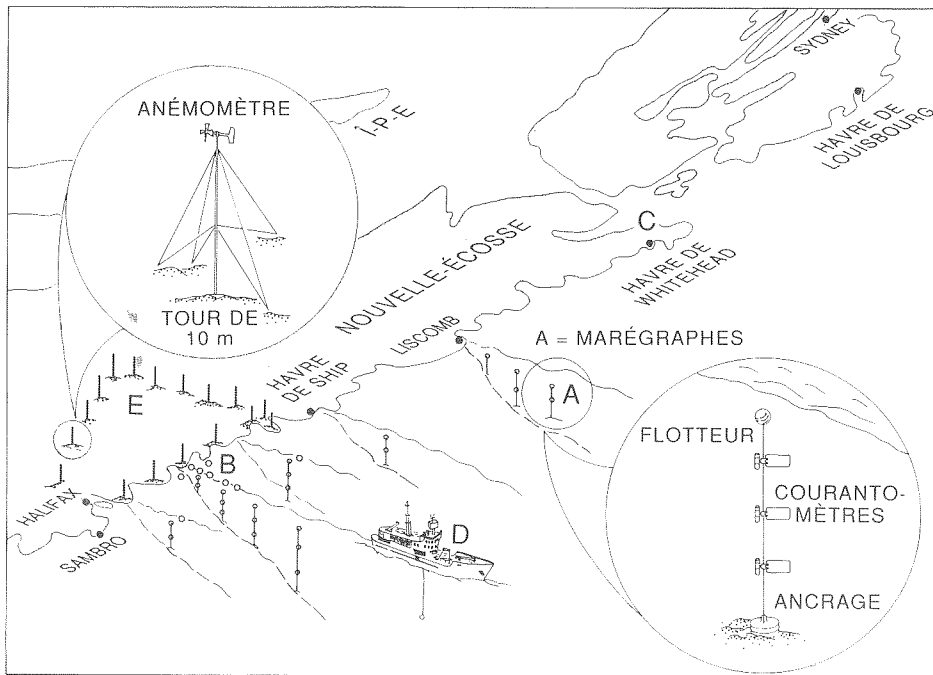 SYDNEY
HAVRE DE
LOUISBOURG
ANÉMOMÈTRE
Î-P-E
C
HAVRE DE
WHITEHEAD
NOUVELLE-ÉCOSSE
TOUR DE
10 m
LISCOMB
A = MARÉGRAPHES
HAVRE
DE SHIP
A
E
FLOTTEUR
B
COURANTO-
MÈTRES
HALIFAX
D
SAMBRO
ANCRAGE